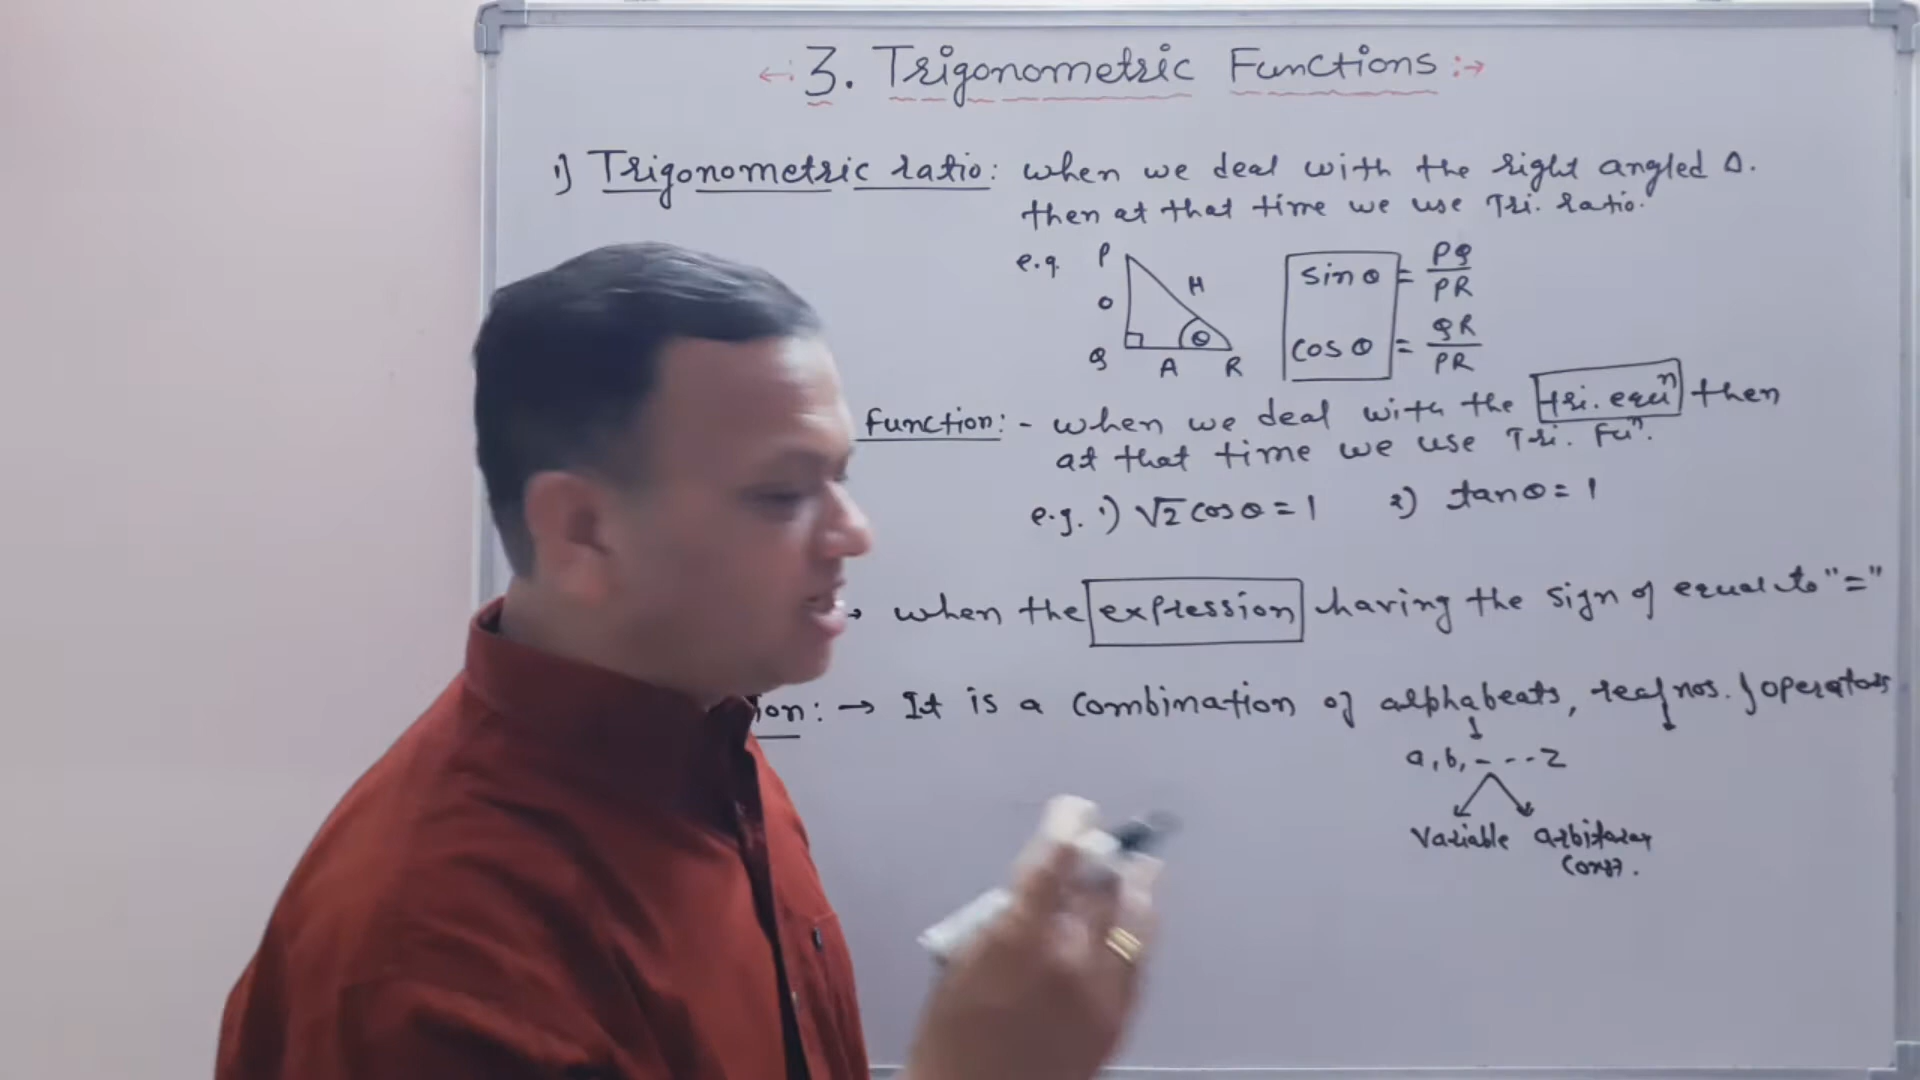 ←: 3. Trigonometric Functions :→
1) Trigonometric ratio: when we deal with the right angled Δ.
then at that time we use Tri. ratio.
e.g. P
O H
Q A θ R
sin θ = PQ/PR
cos θ = QR/PR
Function: - when we deal with the tri. equⁿ then
at that time we use Tri. Fuⁿ.
e.g. 1) √2 cos θ = 1 2) tan θ = 1
→ when the expression having the sign of equal to "="
ion: → It is a combination of alphabeats, real nos. & operators
a, b, - - - - z
Variable arbitarary
const.